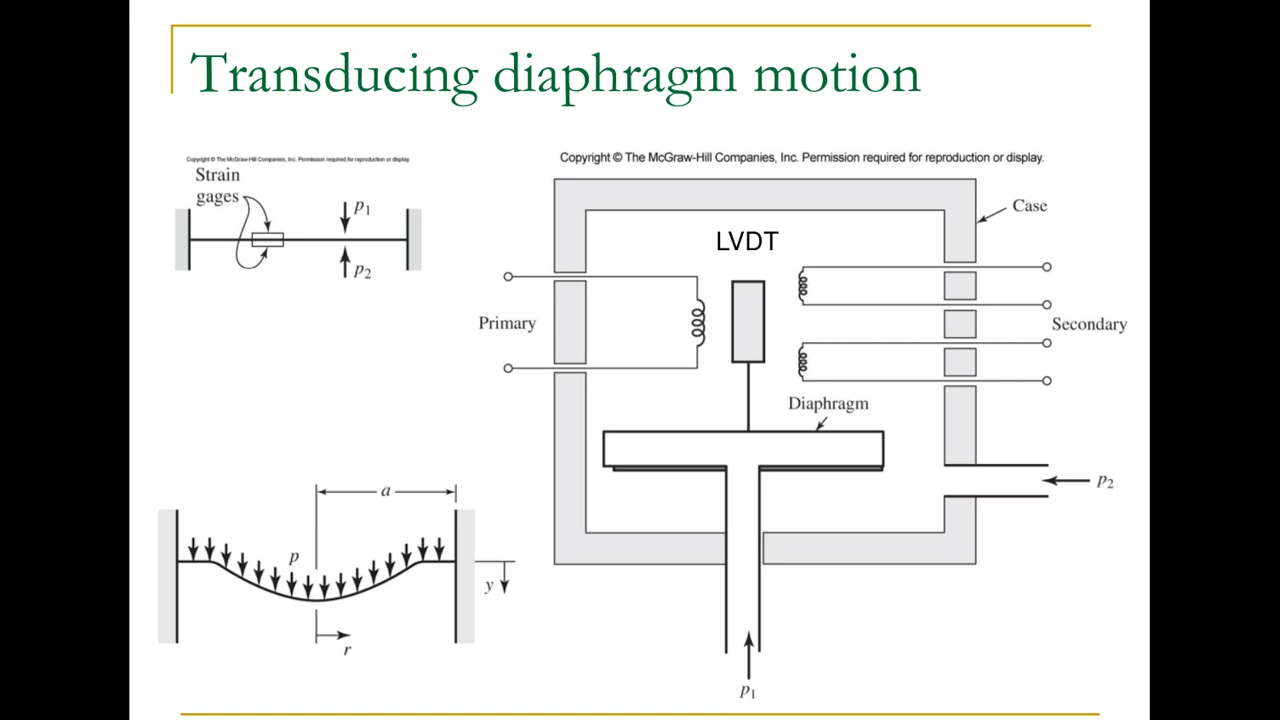 Transducing diaphragm motion
Copyright © The McGraw-Hill Companies, Inc. Permission required for reproduction or display.
Strain
gages
p1
p2
Copyright © The McGraw-Hill Companies, Inc. Permission required for reproduction or display.
Case
LVDT
Primary
Secondary
Diaphragm
p2
p1
a
p
y
r